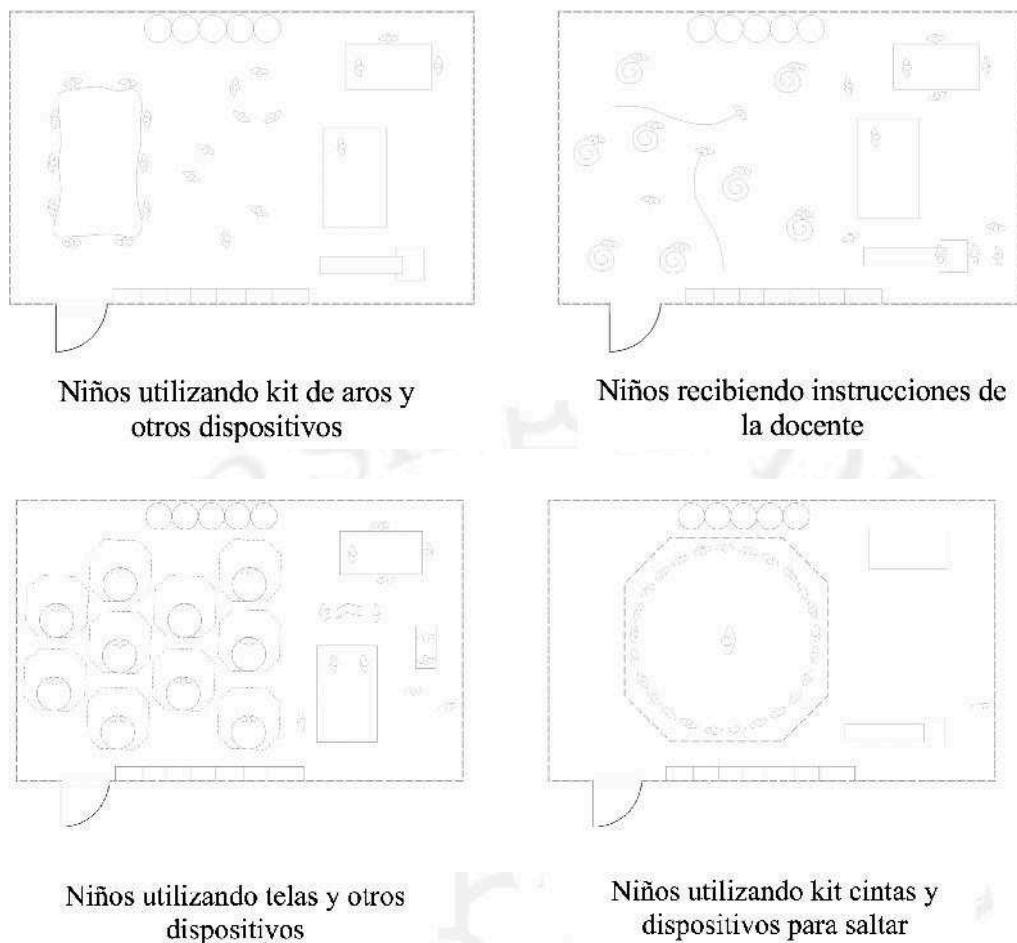 Niños utilizando kit de aros y
otros dispositivos
Niños recibiendo instrucciones de
la docente
Niños utilizando telas y otros
dispositivos
Niños utilizando kit cintas y
dispositivos para saltar